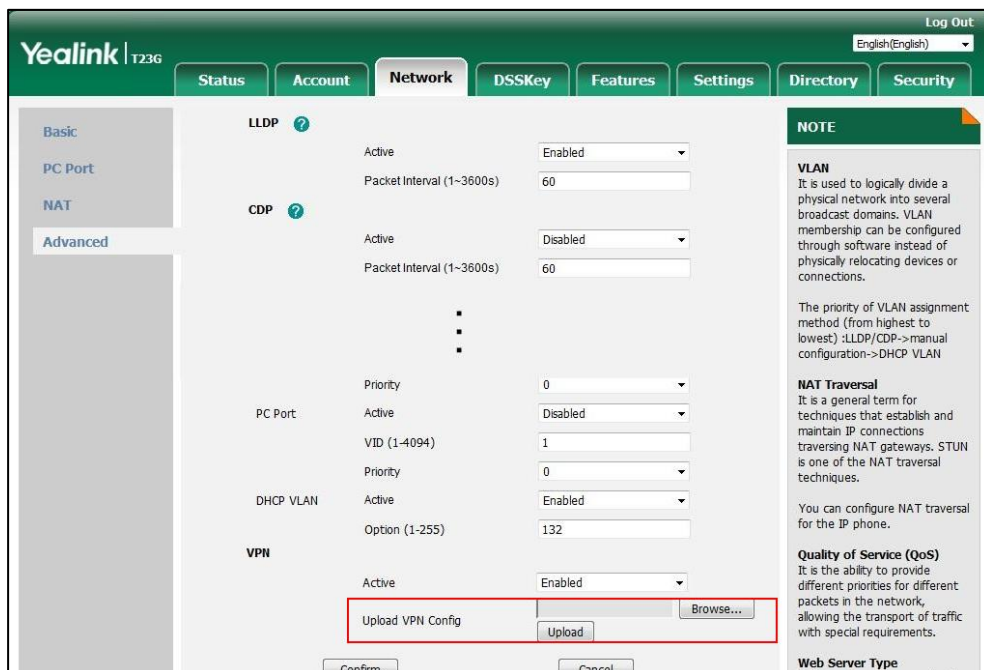 Log Out
Yealink | T23G
English(English)
Status Account Network DSSKey Features Settings Directory Security
Basic
PC Port
NAT
Advanced
LLDP ?
Active Enabled
Packet Interval (1~3600s) 60
CDP ?
Active Disabled
Packet Interval (1~3600s) 60
Priority 0
PC Port Active Disabled
VID (1-4094) 1
Priority 0
DHCP VLAN Active Enabled
Option (1-255) 132
VPN
Active Enabled
Upload VPN Config Browse...
Upload
Confirm Cancel
NOTE
VLAN
It is used to logically divide a
physical network into several
broadcast domains. VLAN
membership can be configured
through software instead of
physically relocating devices or
connections.
The priority of VLAN assignment
method (from highest to
lowest) :LLDP/CDP->manual
configuration->DHCP VLAN
NAT Traversal
It is a general term for
techniques that establish and
maintain IP connections
traversing NAT gateways. STUN
is one of the NAT traversal
techniques.
You can configure NAT traversal
for the IP phone.
Quality of Service (QoS)
It is the ability to provide
different priorities for different
packets in the network,
allowing the transport of traffic
with special requirements.
Web Server Type